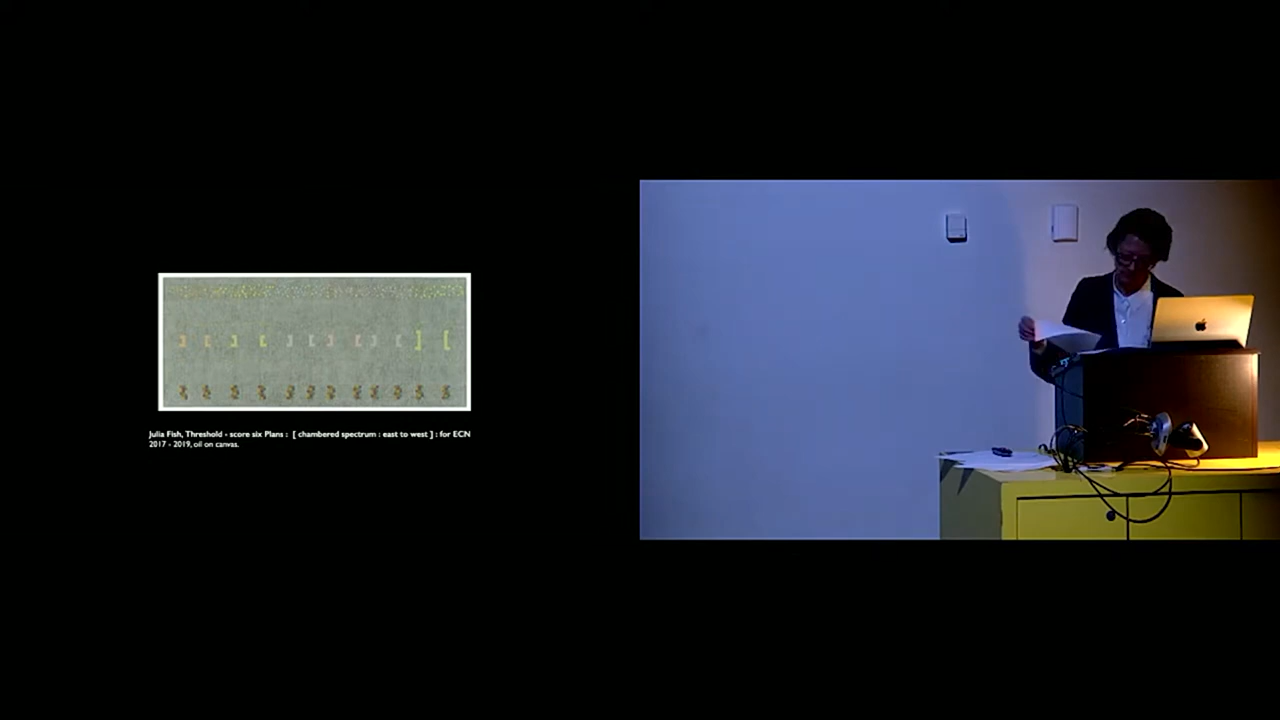 Julia Fish, Threshold - score six Plans : [ chambered spectrum : east to west ] : for ECN
2017 - 2019, oil on canvas.